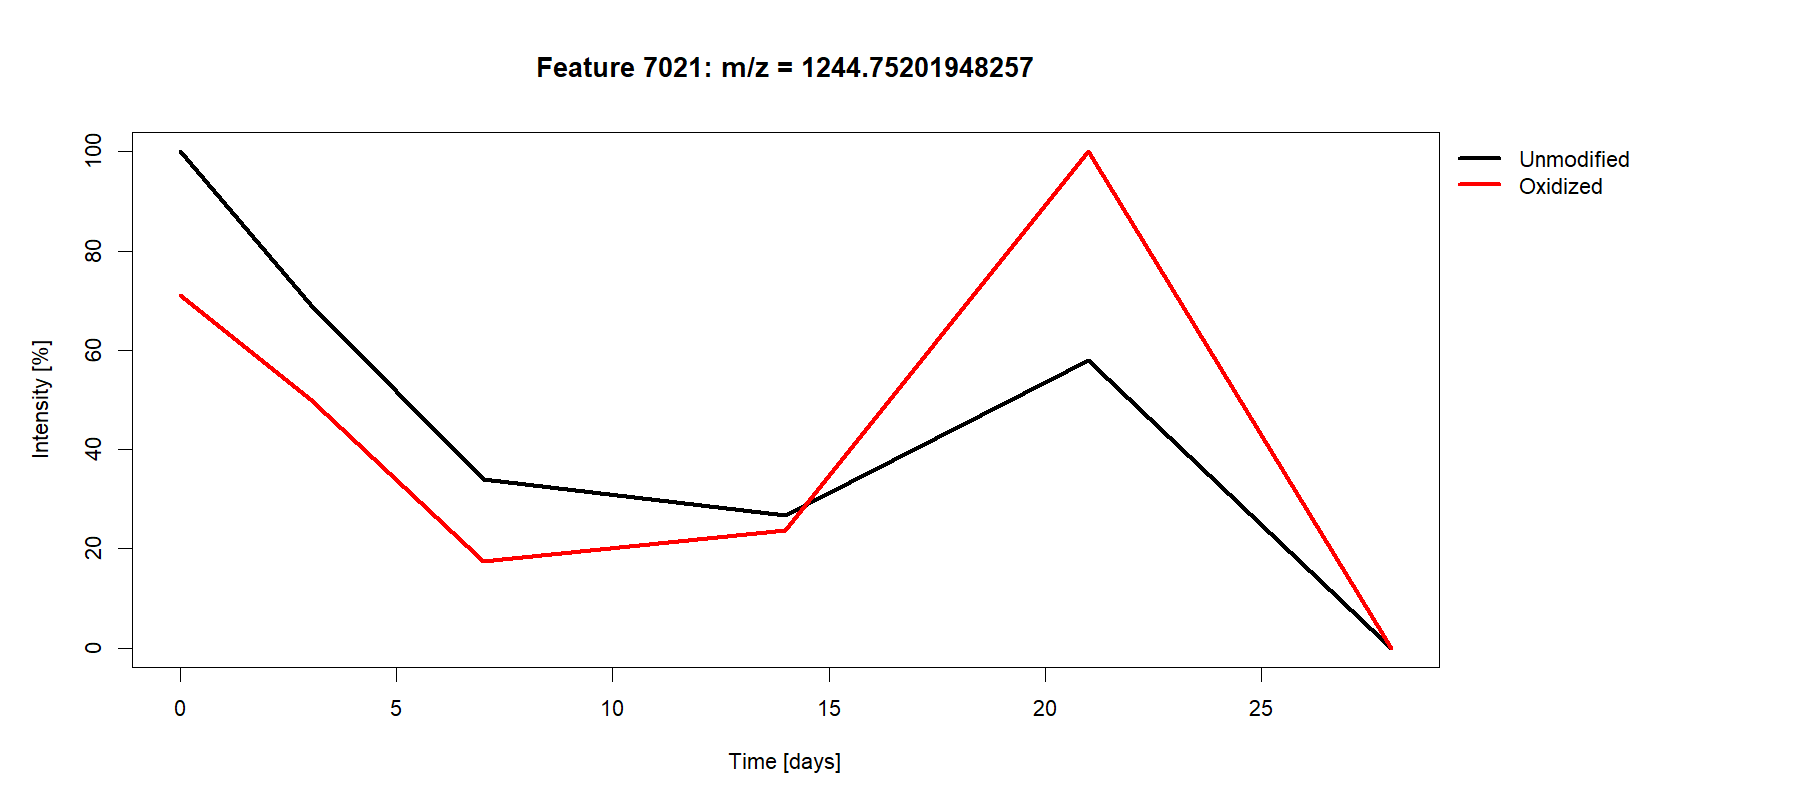 Feature 7021: m/z = 1244.75201948257
Unmodified
Oxidized
Intensity [%]
100
80
60
40
20
0
0 5 10 15 20 25
Time [days]